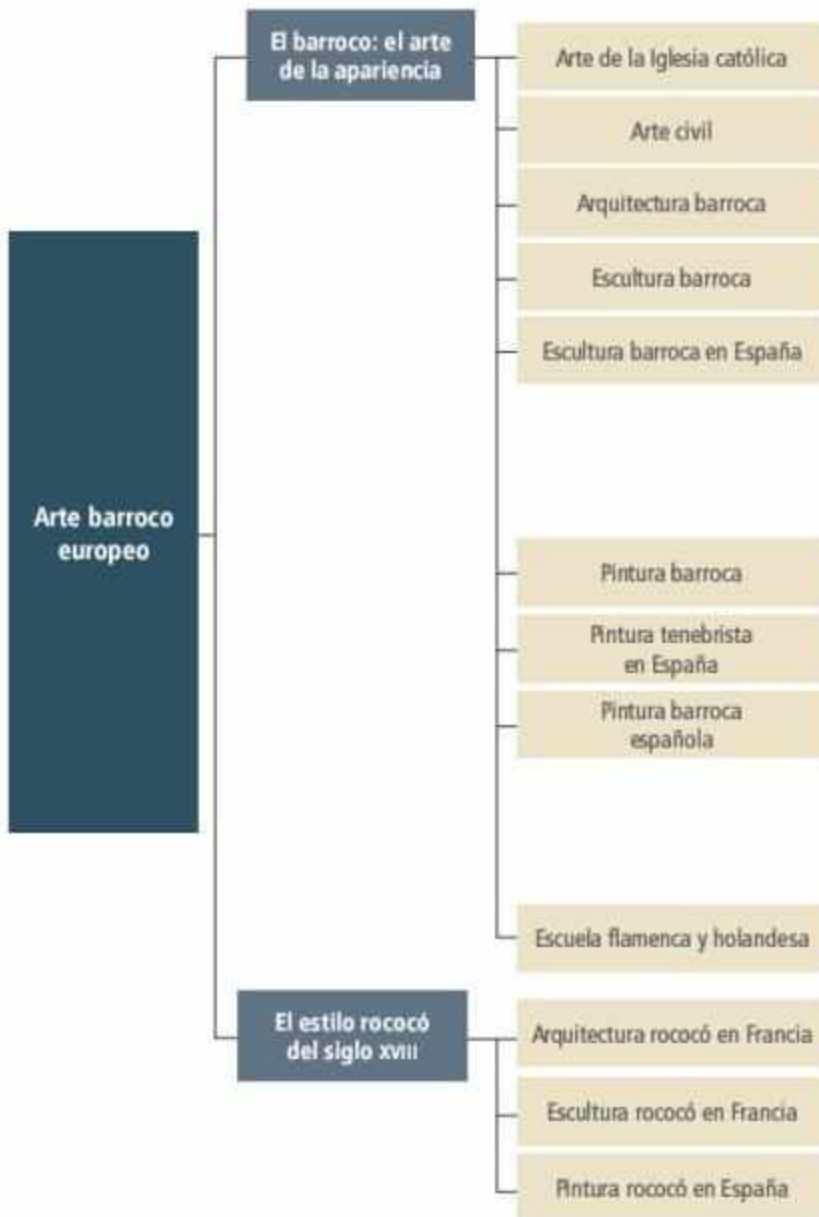 El barroco: el arte
de la apariencia
Arte de la Iglesia católica
Arte civil
Arquitectura barroca
Escultura barroca
Escultura barroca en España
Arte barroco
europeo
Pintura barroca
Pintura tenebrista
en España
Pintura barroca
española
Escuela flamenca y holandesa
El estilo rococó
del siglo XVIII
Arquitectura rococó en Francia
Escultura rococó en Francia
Pintura rococó en España